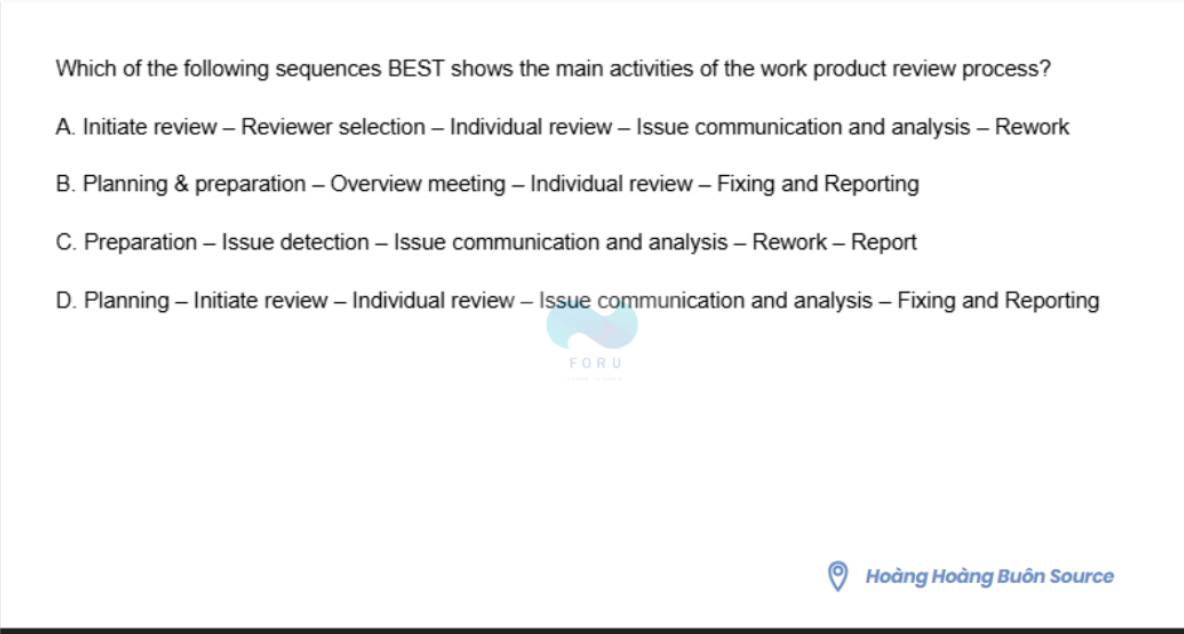 Which of the following sequences BEST shows the main activities of the work product review process?
A. Initiate review – Reviewer selection – Individual review – Issue communication and analysis – Rework
B. Planning & preparation – Overview meeting – Individual review – Fixing and Reporting
C. Preparation – Issue detection – Issue communication and analysis – Rework – Report
D. Planning – Initiate review – Individual review – Issue communication and analysis – Fixing and Reporting
FORU
Hoàng Hoàng Buôn Source